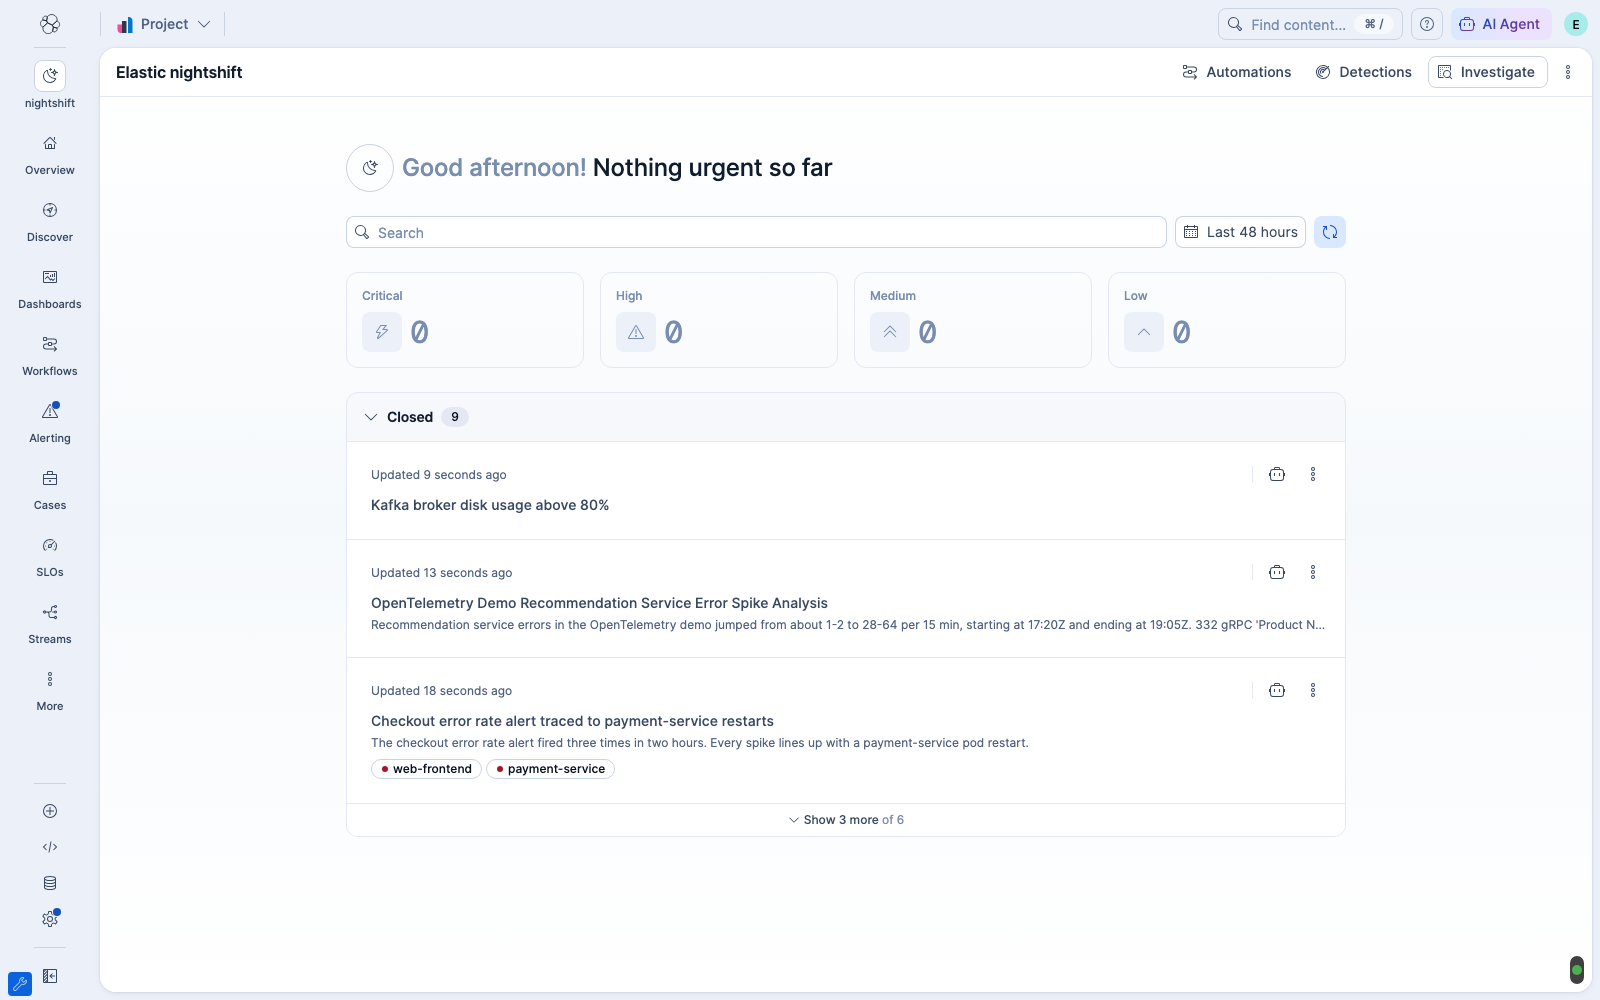 Project
Find content...
⌘ /
AI Agent
E
nightshift
Overview
Discover
Dashboards
Workflows
Alerting
Cases
SLOs
Streams
More
Elastic nightshift
Automations
Detections
Investigate
Good afternoon! Nothing urgent so far
Search
Last 48 hours
Critical
0
High
0
Medium
0
Low
0
Closed 9
Updated 9 seconds ago
Kafka broker disk usage above 80%
Updated 13 seconds ago
OpenTelemetry Demo Recommendation Service Error Spike Analysis
Recommendation service errors in the OpenTelemetry demo jumped from about 1-2 to 28-64 per 15 min, starting at 17:20Z and ending at 19:05Z. 332 gRPC 'Product N...
Updated 18 seconds ago
Checkout error rate alert traced to payment-service restarts
The checkout error rate alert fired three times in two hours. Every spike lines up with a payment-service pod restart.
web-frontend
payment-service
Show 3 more of 6